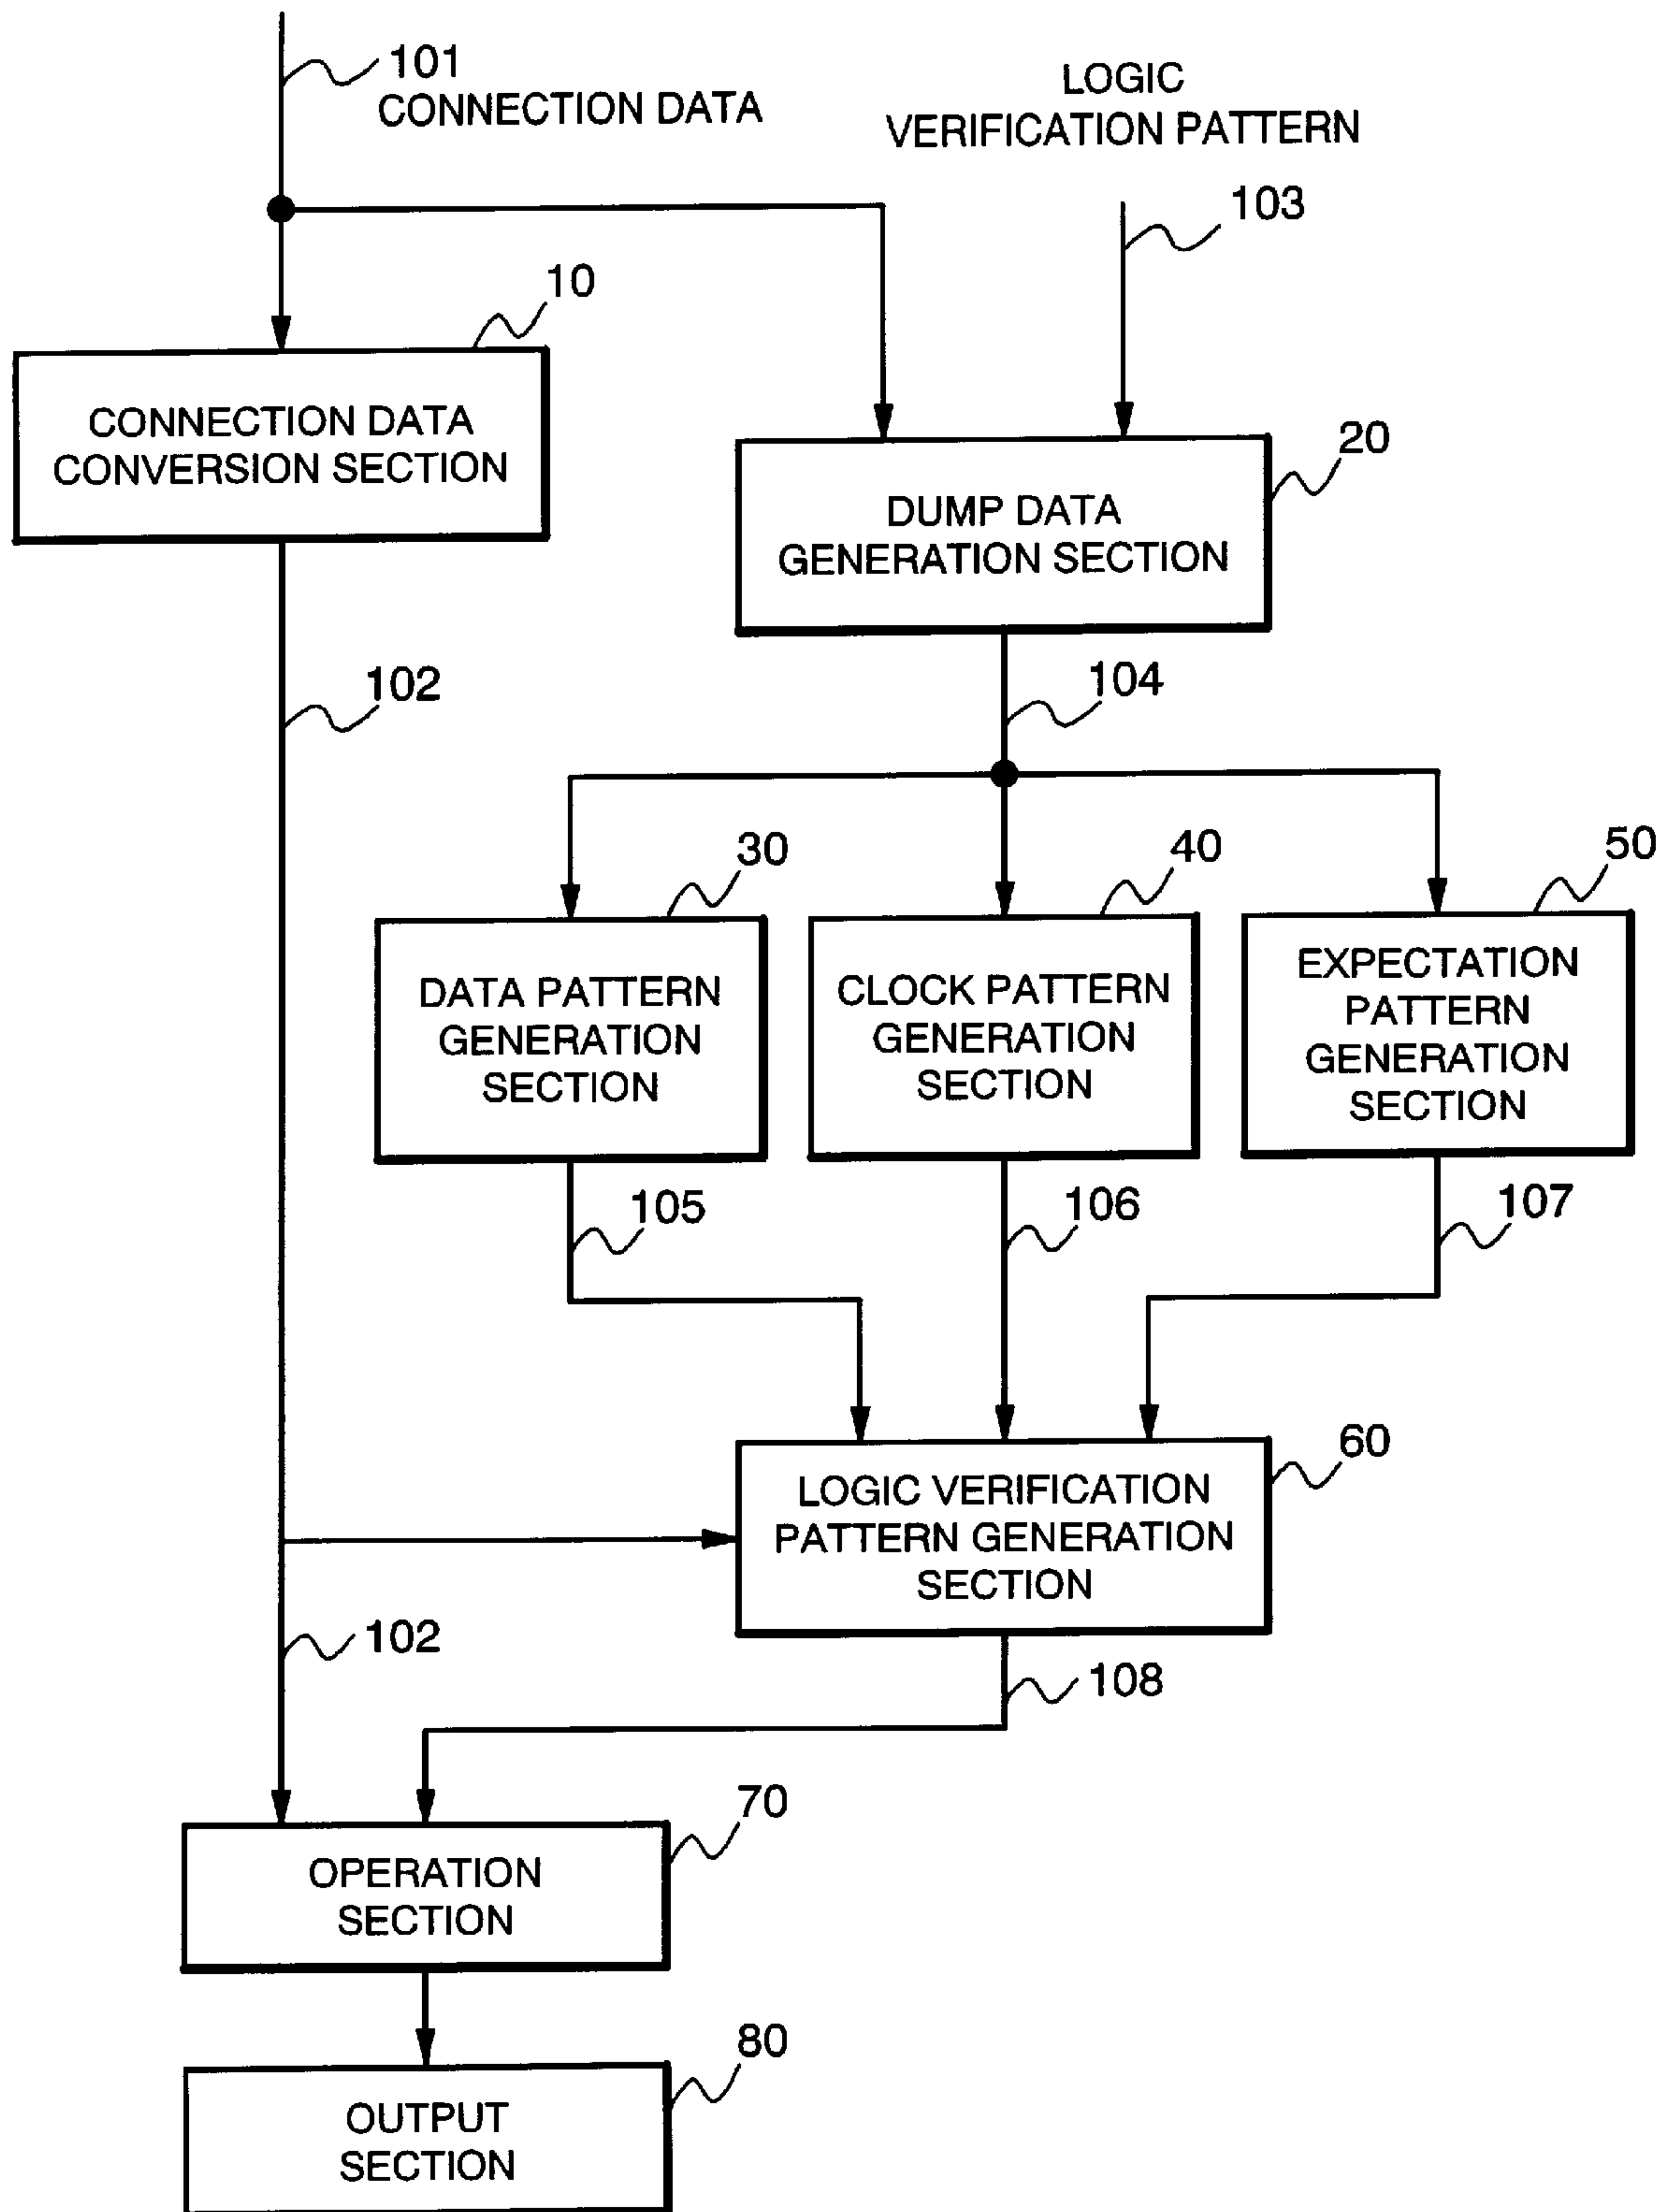 101
CONNECTION DATA
LOGIC
VERIFICATION PATTERN
103
10
CONNECTION DATA
CONVERSION SECTION
20
DUMP DATA
GENERATION SECTION
102
104
30
40
50
DATA PATTERN
GENERATION
SECTION
CLOCK PATTERN
GENERATION
SECTION
EXPECTATION
PATTERN
GENERATION
SECTION
105
106
107
60
LOGIC VERIFICATION
PATTERN GENERATION
SECTION
102
108
70
OPERATION
SECTION
80
OUTPUT
SECTION